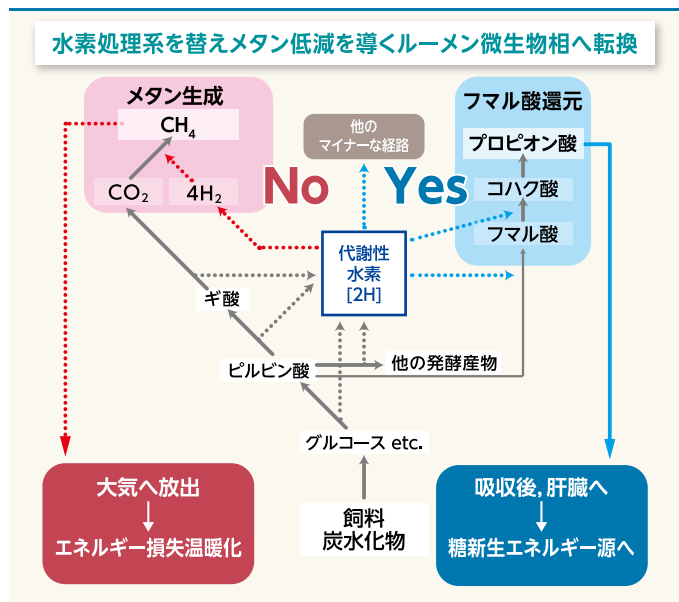 水素処理系を替えメタン低減を導くルーメン微生物相へ転換
メタン生成
CH₄
CO₂
4H₂
No
他の
マイナーな経路
Yes
フマル酸還元
プロピオン酸
コハク酸
フマル酸
代謝性
水素
[2H]
ギ酸
ピルビン酸
他の発酵産物
グルコース etc.
飼料
炭水化物
大気へ放出
エネルギー損失温暖化
吸収後,肝臓へ
糖新生エネルギー源へ